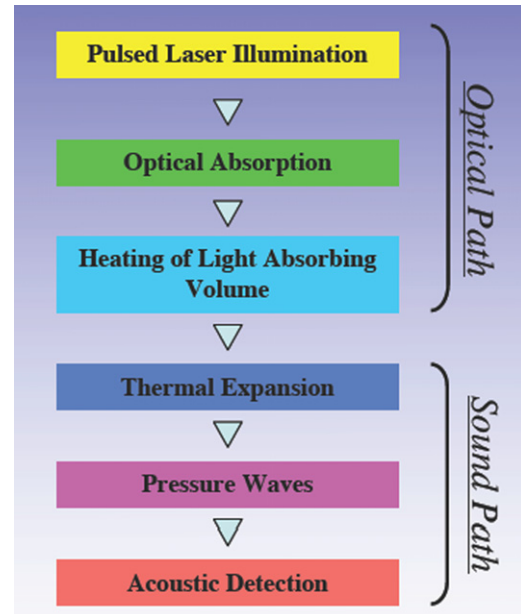 Pulsed Laser Illumination
Optical Absorption
Heating of Light Absorbing
Volume
Optical Path
Thermal Expansion
Pressure Waves
Acoustic Detection
Sound Path